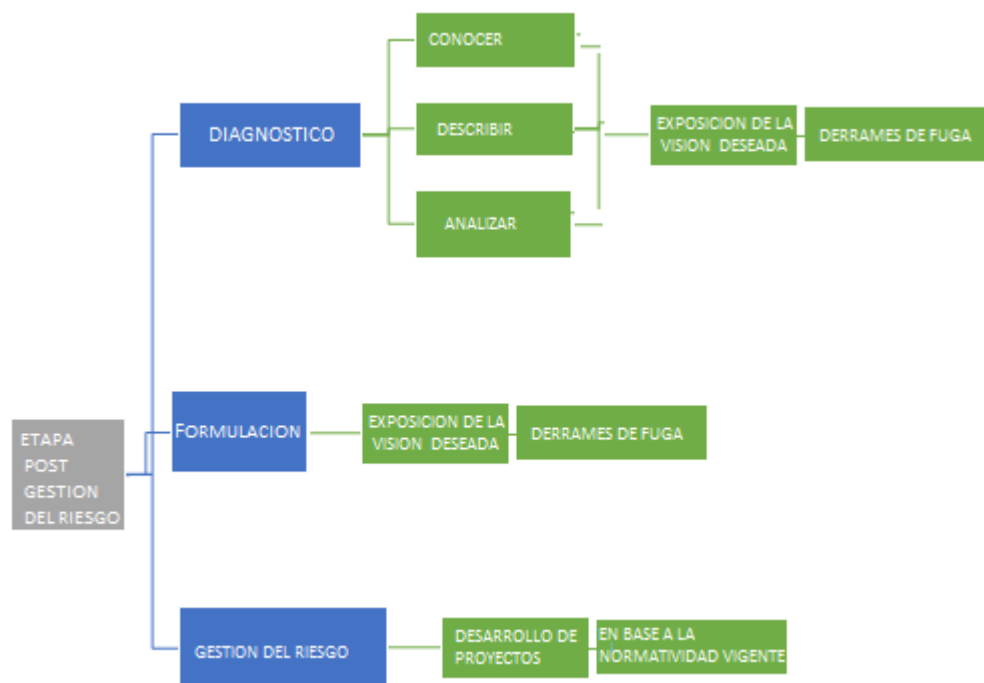 CONOCER
DIAGNOSTICO
DESCRIBIR
EXPOSICION DE LA
VISION DESEADA
DERRAMES DE FUGA
ANALIZAR
ETAPA
POST
GESTION
DEL RIESGO
FORMULACION
EXPOSICION DE LA
VISION DESEADA
DERRAMES DE FUGA
GESTION DEL RIESGO
DESARROLLO DE
PROYECTOS
EN BASE A LA
NORMATIVIDAD VIGENTE